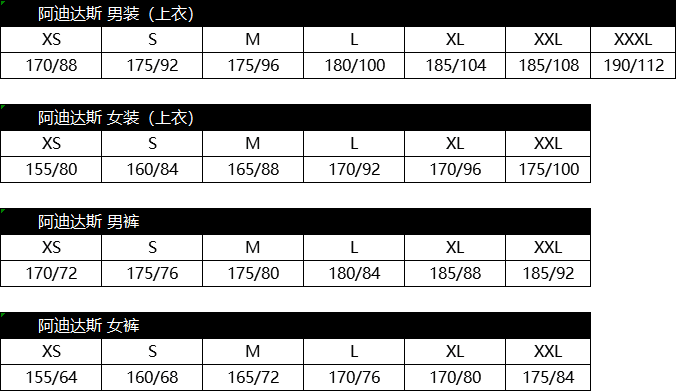 阿迪达斯 男装（上衣）
XS S M L XL XXL XXXL
170/88 175/92 175/96 180/100 185/104 185/108 190/112
阿迪达斯 女装（上衣）
XS S M L XL XXL
155/80 160/84 165/88 170/92 170/96 175/100
阿迪达斯 男裤
XS S M L XL XXL
170/72 175/76 175/80 180/84 185/88 185/92
阿迪达斯 女裤
XS S M L XL XXL
155/64 160/68 165/72 170/76 170/80 175/84